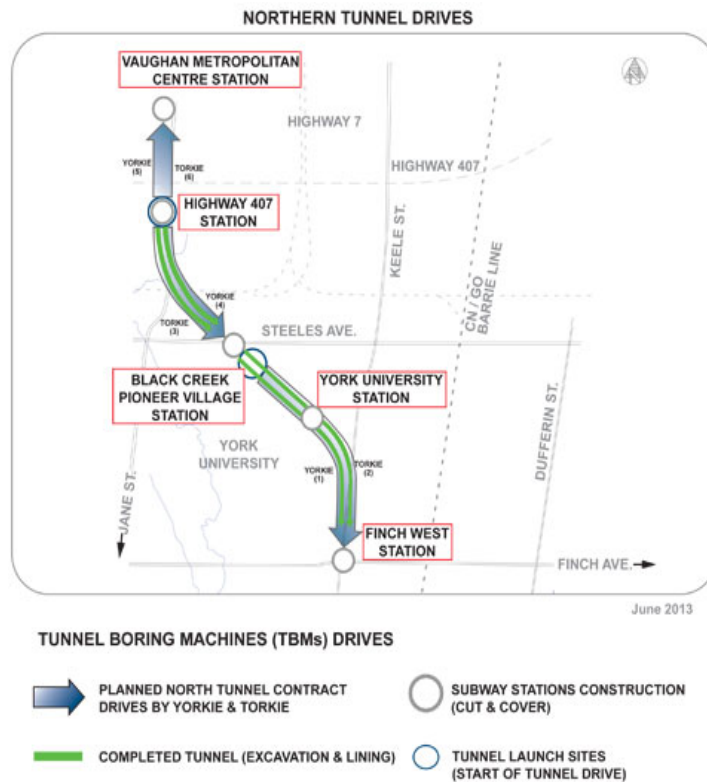 NORTHERN TUNNEL DRIVES
VAUGHAN METROPOLITAN
CENTRE STATION
HIGHWAY 7
YORKIE
(5)
TORKIE
(6)
HIGHWAY 407
HIGHWAY 407
STATION
KEELE ST.
CN / GO
BARRIE LINE
YORKIE
(4)
TORKIE
(3)
STEELES AVE.
BLACK CREEK
PIONEER VILLAGE
STATION
YORK UNIVERSITY
STATION
DUFFERIN ST.
YORK
UNIVERSITY
YORKIE
(1)
TORKIE
(2)
JANE ST.
FINCH WEST
STATION
FINCH AVE.
June 2013
TUNNEL BORING MACHINES (TBMs) DRIVES
PLANNED NORTH TUNNEL CONTRACT
DRIVES BY YORKIE & TORKIE
SUBWAY STATIONS CONSTRUCTION
(CUT & COVER)
COMPLETED TUNNEL (EXCAVATION & LINING)
TUNNEL LAUNCH SITES
(START OF TUNNEL DRIVE)